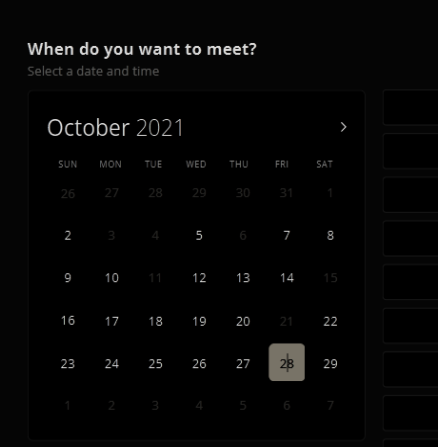 When do you want to meet?
Select a date and time
October 2021
SUN MON TUE WED THU FRI SAT
26 27 28 29 30 31 1
2 3 4 5 6 7 8
9 10 11 12 13 14 15
16 17 18 19 20 21 22
23 24 25 26 27 28 29
1 2 3 4 5 6 7